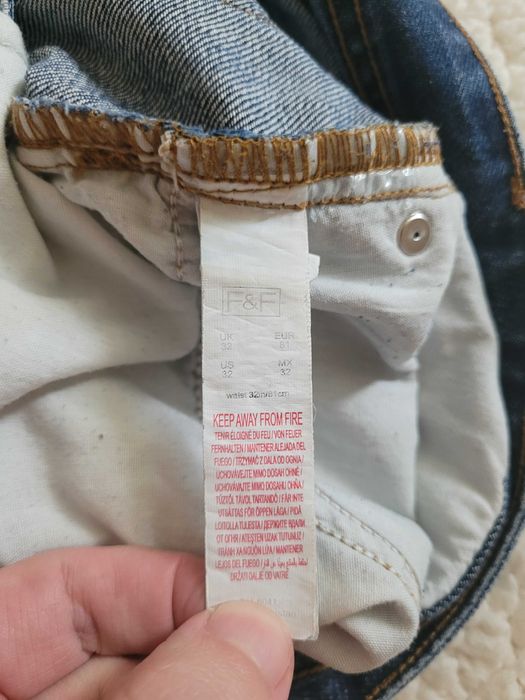 F&F
UK EUR
32 81
US MX
32 32
waist 32in/81cm
KEEP AWAY FROM FIRE
TENIR ÉLOIGNÉ DU FEU / VON FEUER
FERNHALTEN / MANTENER ALEJADA DEL
FUEGO / TRZYMAĆ Z DALA OD OGNIA /
UCHOVÁVEJTE MIMO DOSAH OHNĚ /
UCHOVÁVAJTE MIMO DOSAHU OHŇA /
TŰZTŐL TÁVOL TARTANDÓ / FÅR INTE
UTSÄTTAS FÖR ÖPPEN LÅGA / PIDÄ
LOITOLLA TULESTA / ДЕРЖИТЕ ВДАЛИ
ОТ ОГНЯ / ATEŞTEN UZAK TUTUNUZ /
TRÁNH XA NGUỒN LỬA / MANTENER
LEJOS DEL FUEGO /
DRŽATI DALJE OD VATRE